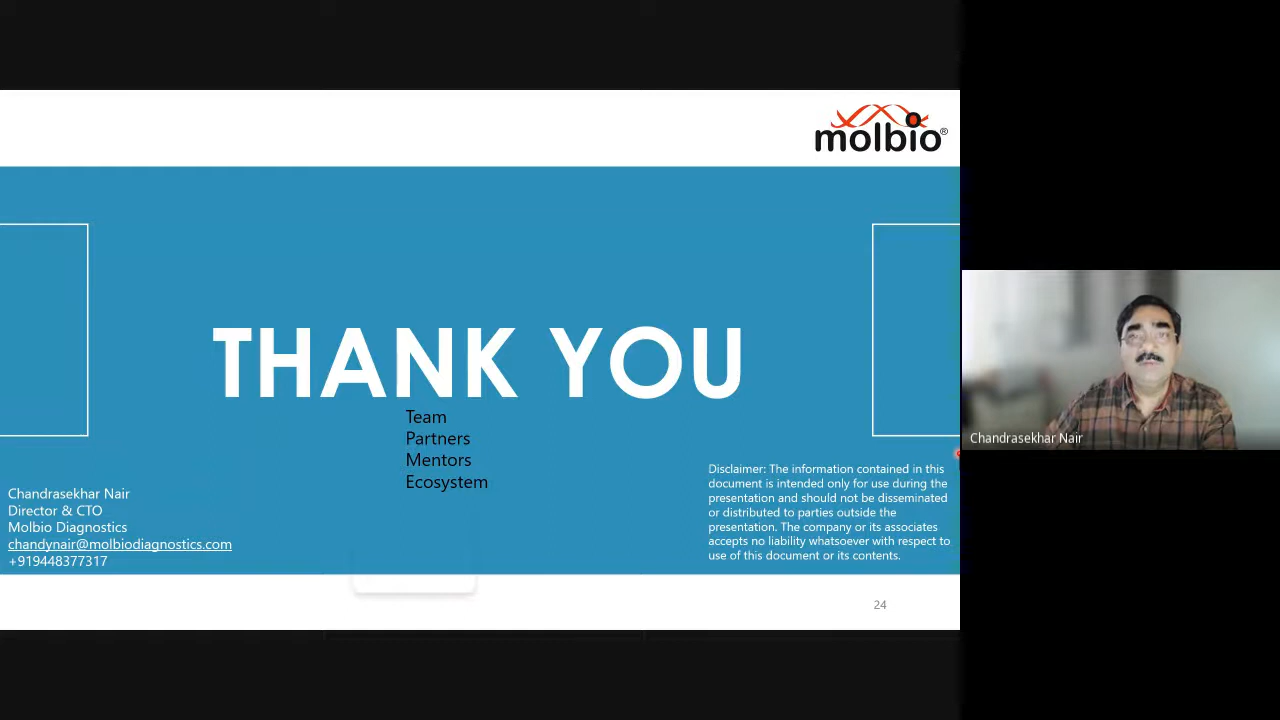 molbio®
THANK YOU
Team
Partners
Mentors
Ecosystem
Chandrasekhar Nair
Director & CTO
Molbio Diagnostics
chandynair@molbiodiagnostics.com
+919448377317
Disclaimer: The information contained in this
document is intended only for use during the
presentation and should not be disseminated
or distributed to parties outside the
presentation. The company or its associates
accepts no liability whatsoever with respect to
use of this document or its contents.
24
Chandrasekhar Nair